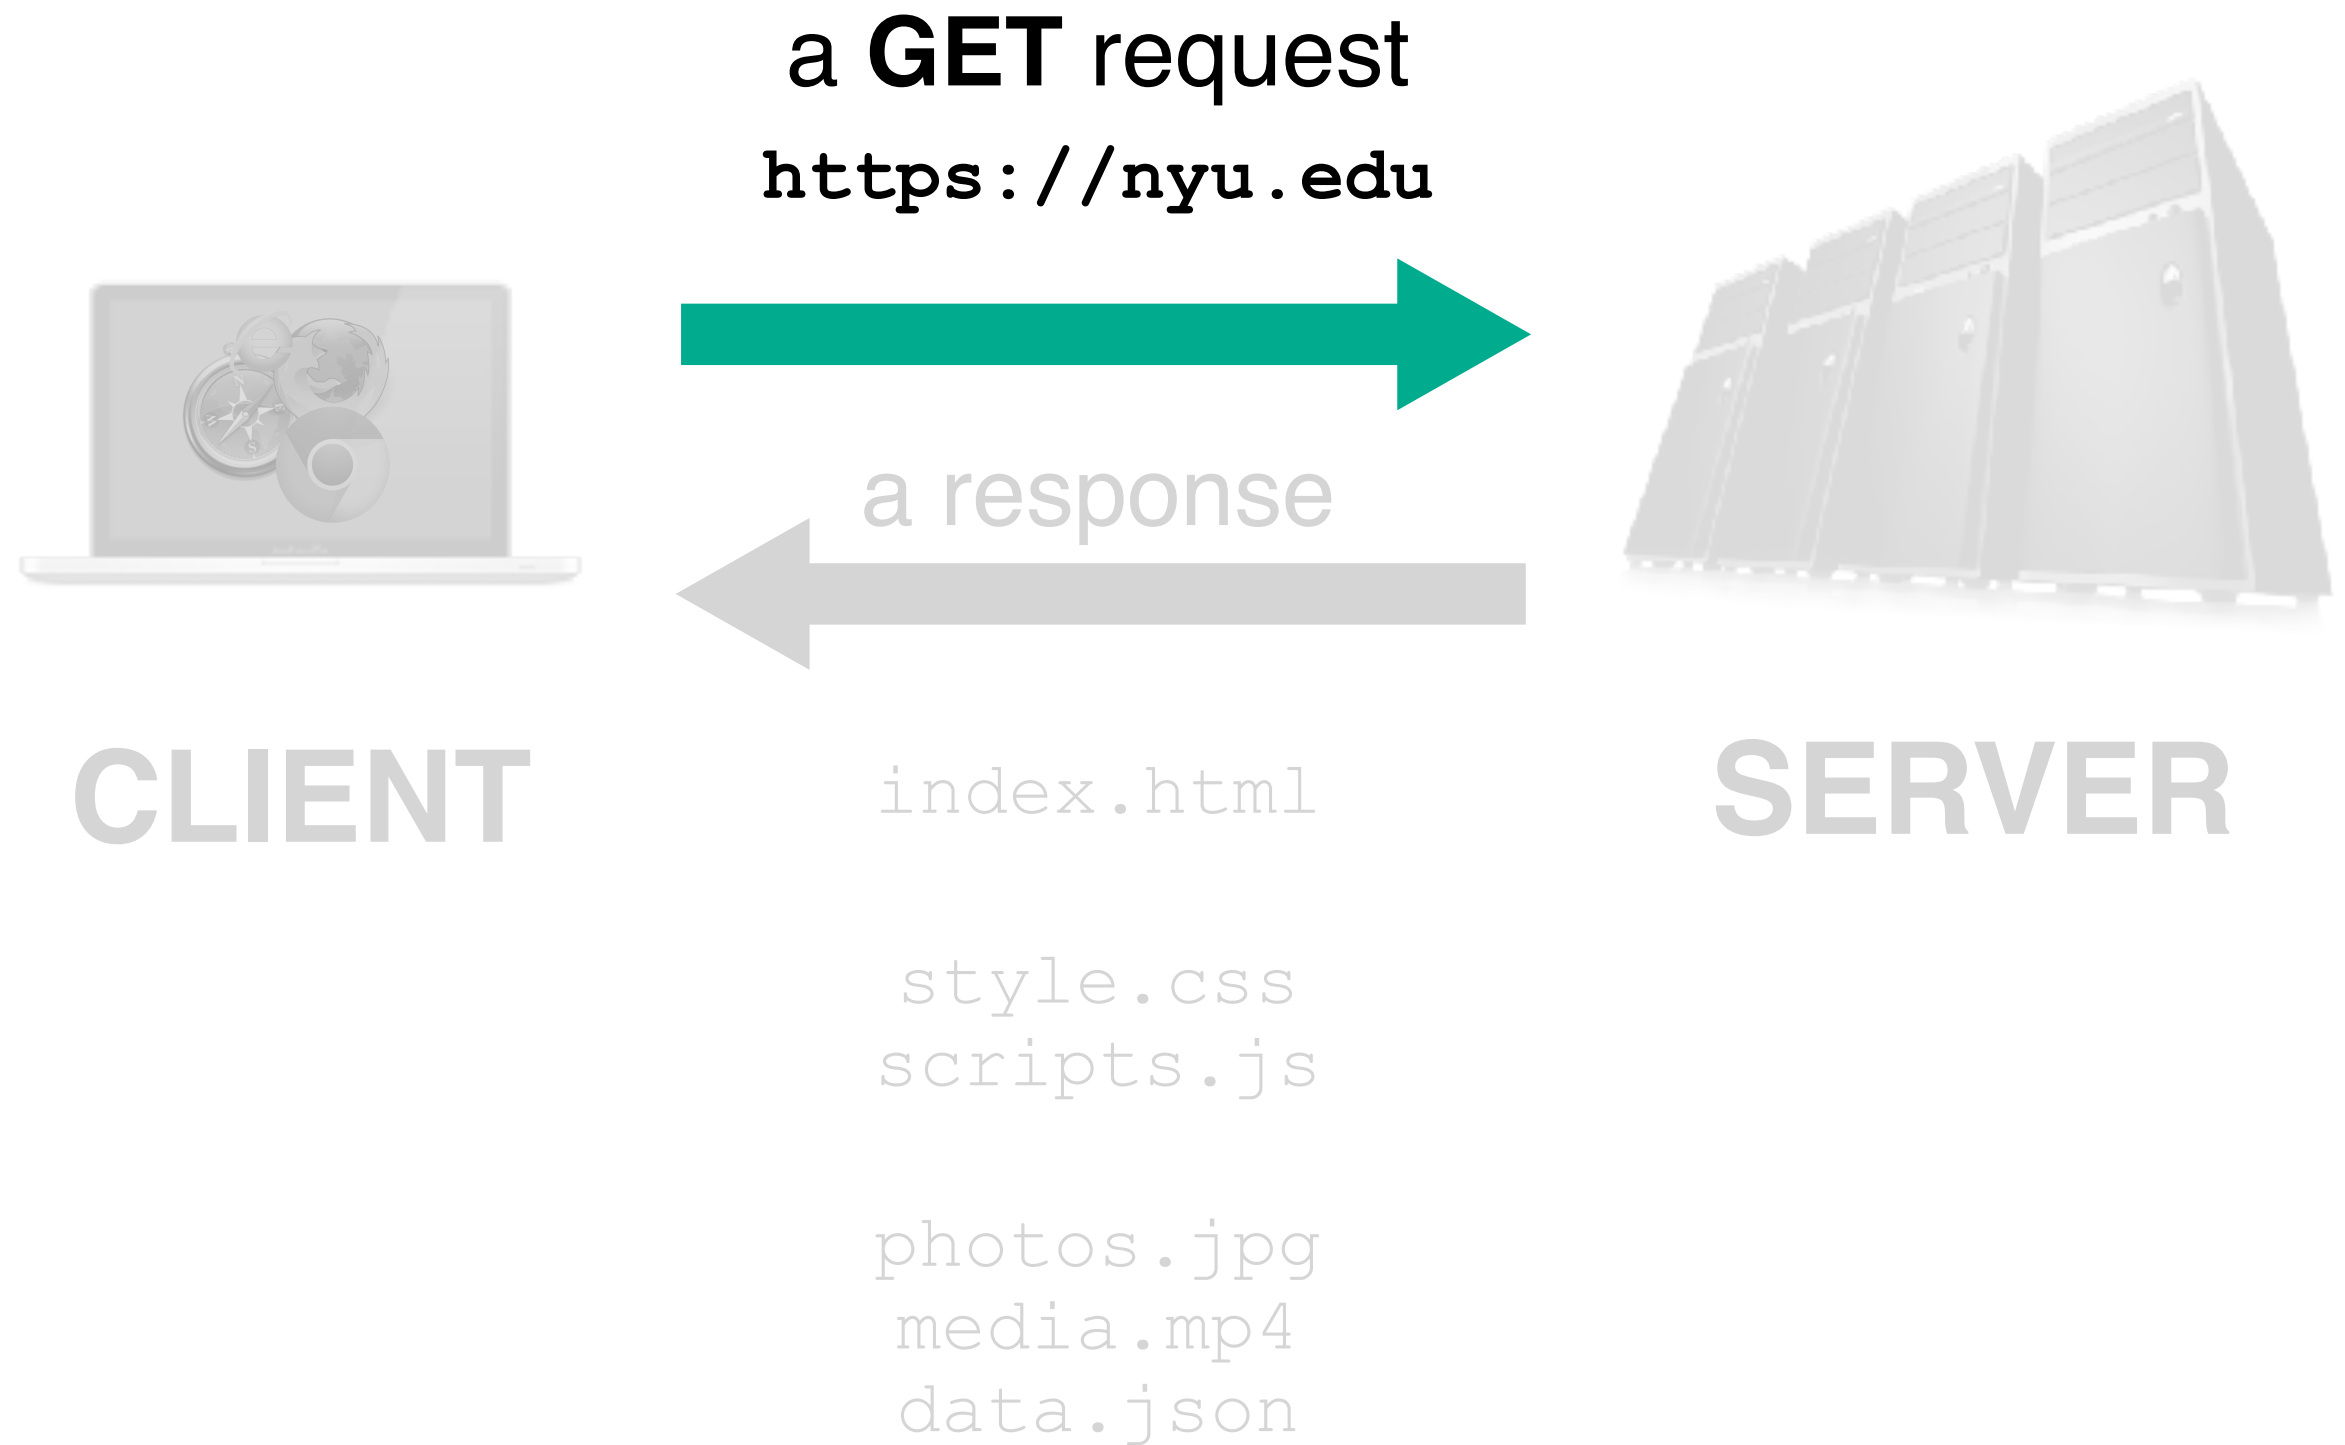 a GET request
https://nyu.edu
a response
CLIENT
SERVER
index.html
style.css
scripts.js
photos.jpg
media.mp4
data.json